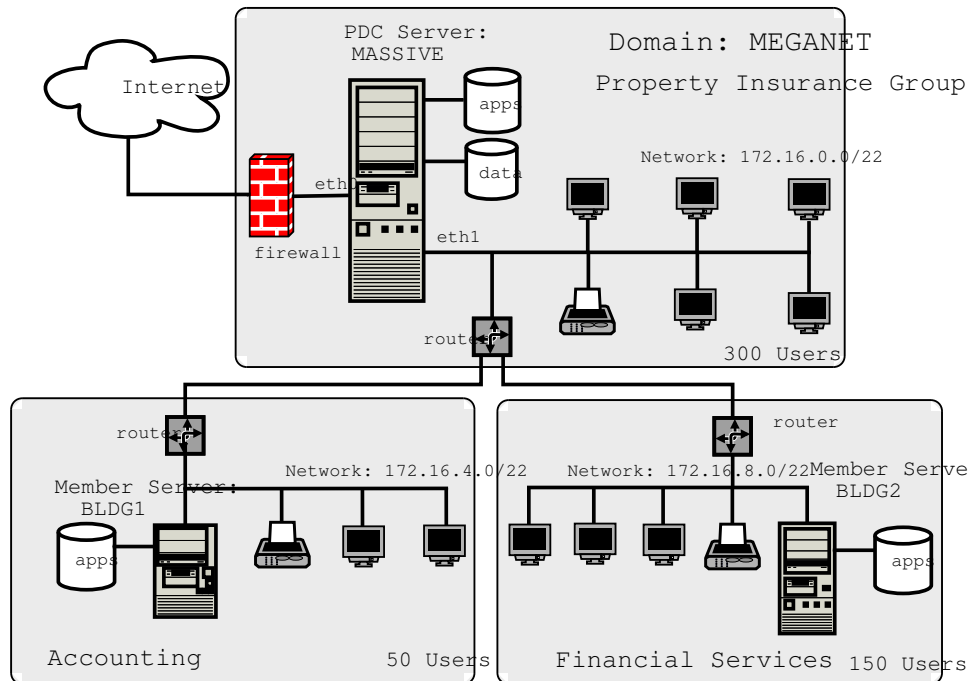 PDC Server:
MASSIVE
Domain: MEGANET
Property Insurance Group
Internet
apps
data
Network: 172.16.0.0/22
eth0
eth1
firewall
router
300 Users
router
Network: 172.16.4.0/22
Member Server:
BLDG1
apps
Accounting
50 Users
router
Network: 172.16.8.0/22
Member Serve
BLDG2
apps
Financial Services
150 Users